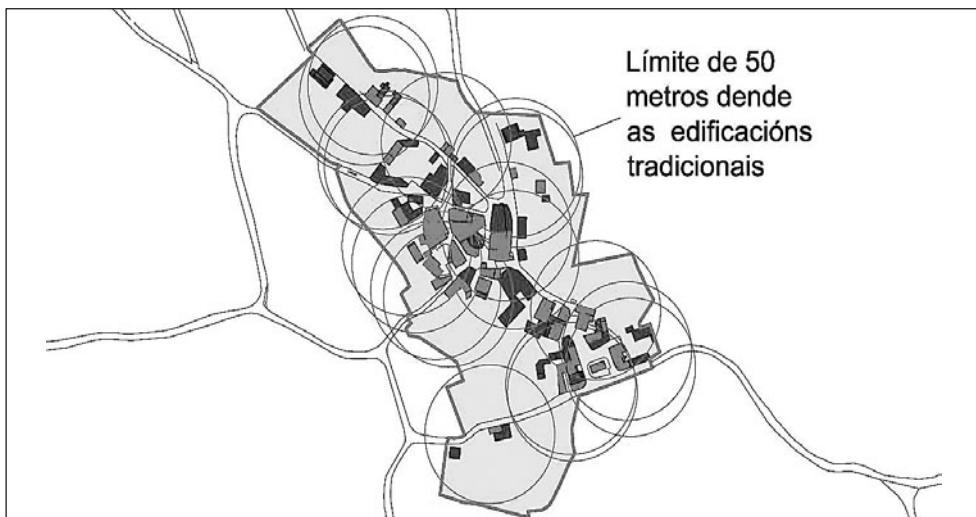 Límite de 50
metros dende
as edificacións
tradicionais